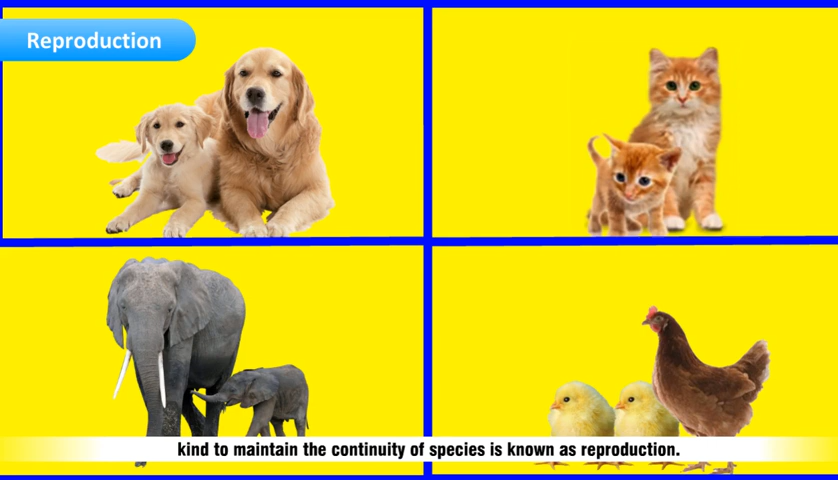 Reproduction
kind to maintain the continuity of species is known as reproduction.